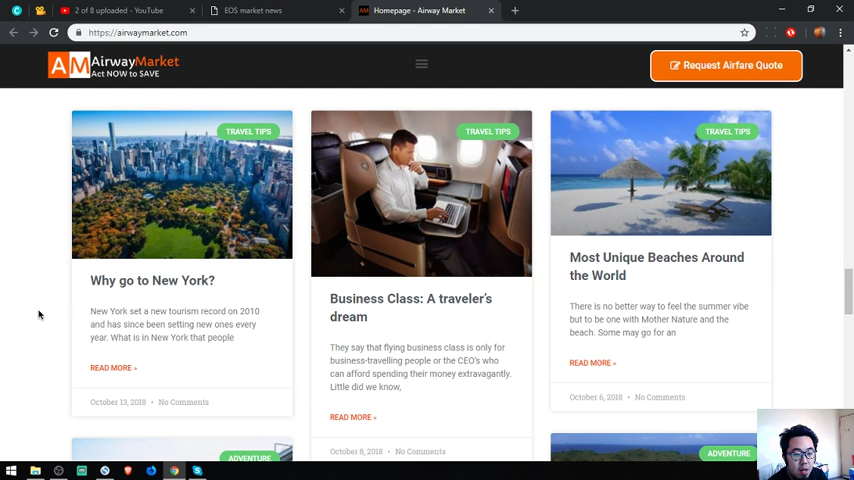 2 of 8 uploaded - YouTube
EOS market news
Homepage - Airway Market
https://airwaymarket.com
AM AirwayMarket
Act NOW to SAVE
Request Airfare Quote
TRAVEL TIPS
TRAVEL TIPS
TRAVEL TIPS
Why go to New York?
New York set a new tourism record on 2010
and has since been setting new ones every
year. What is in New York that people
READ MORE »
October 13, 2018 • No Comments
Business Class: A traveler's
dream
They say that flying business class is only for
business-travelling people or the CEO's who
can afford spending their money extravagantly.
Little did we know,
READ MORE »
October 8, 2018 • No Comments
Most Unique Beaches Around
the World
There is no better way to feel the summer vibe
but to be one with Mother Nature and the
beach. Some may go for an
READ MORE »
October 6, 2018 • No Comments
ADVENTURE
ADVENTURE